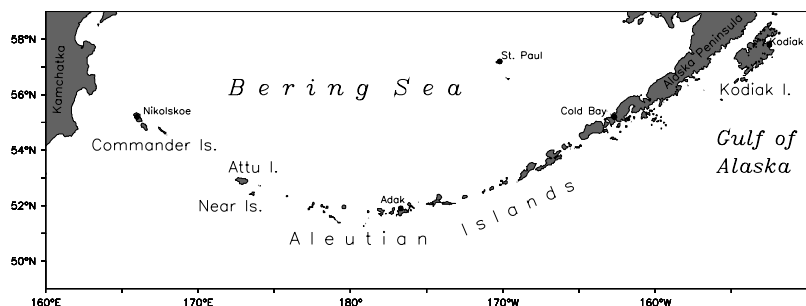 58°N
56°N
54°N
52°N
50°N
160°E
170°E
180°
170°W
160°W
Kamchatka
Nikolskoe
Commander Is.
Attu I.
Near Is.
Bering Sea
St. Paul
Adak
Aleutian Islands
Cold Bay
Alaska Peninsula
Kodiak
Kodiak I.
Gulf of
Alaska